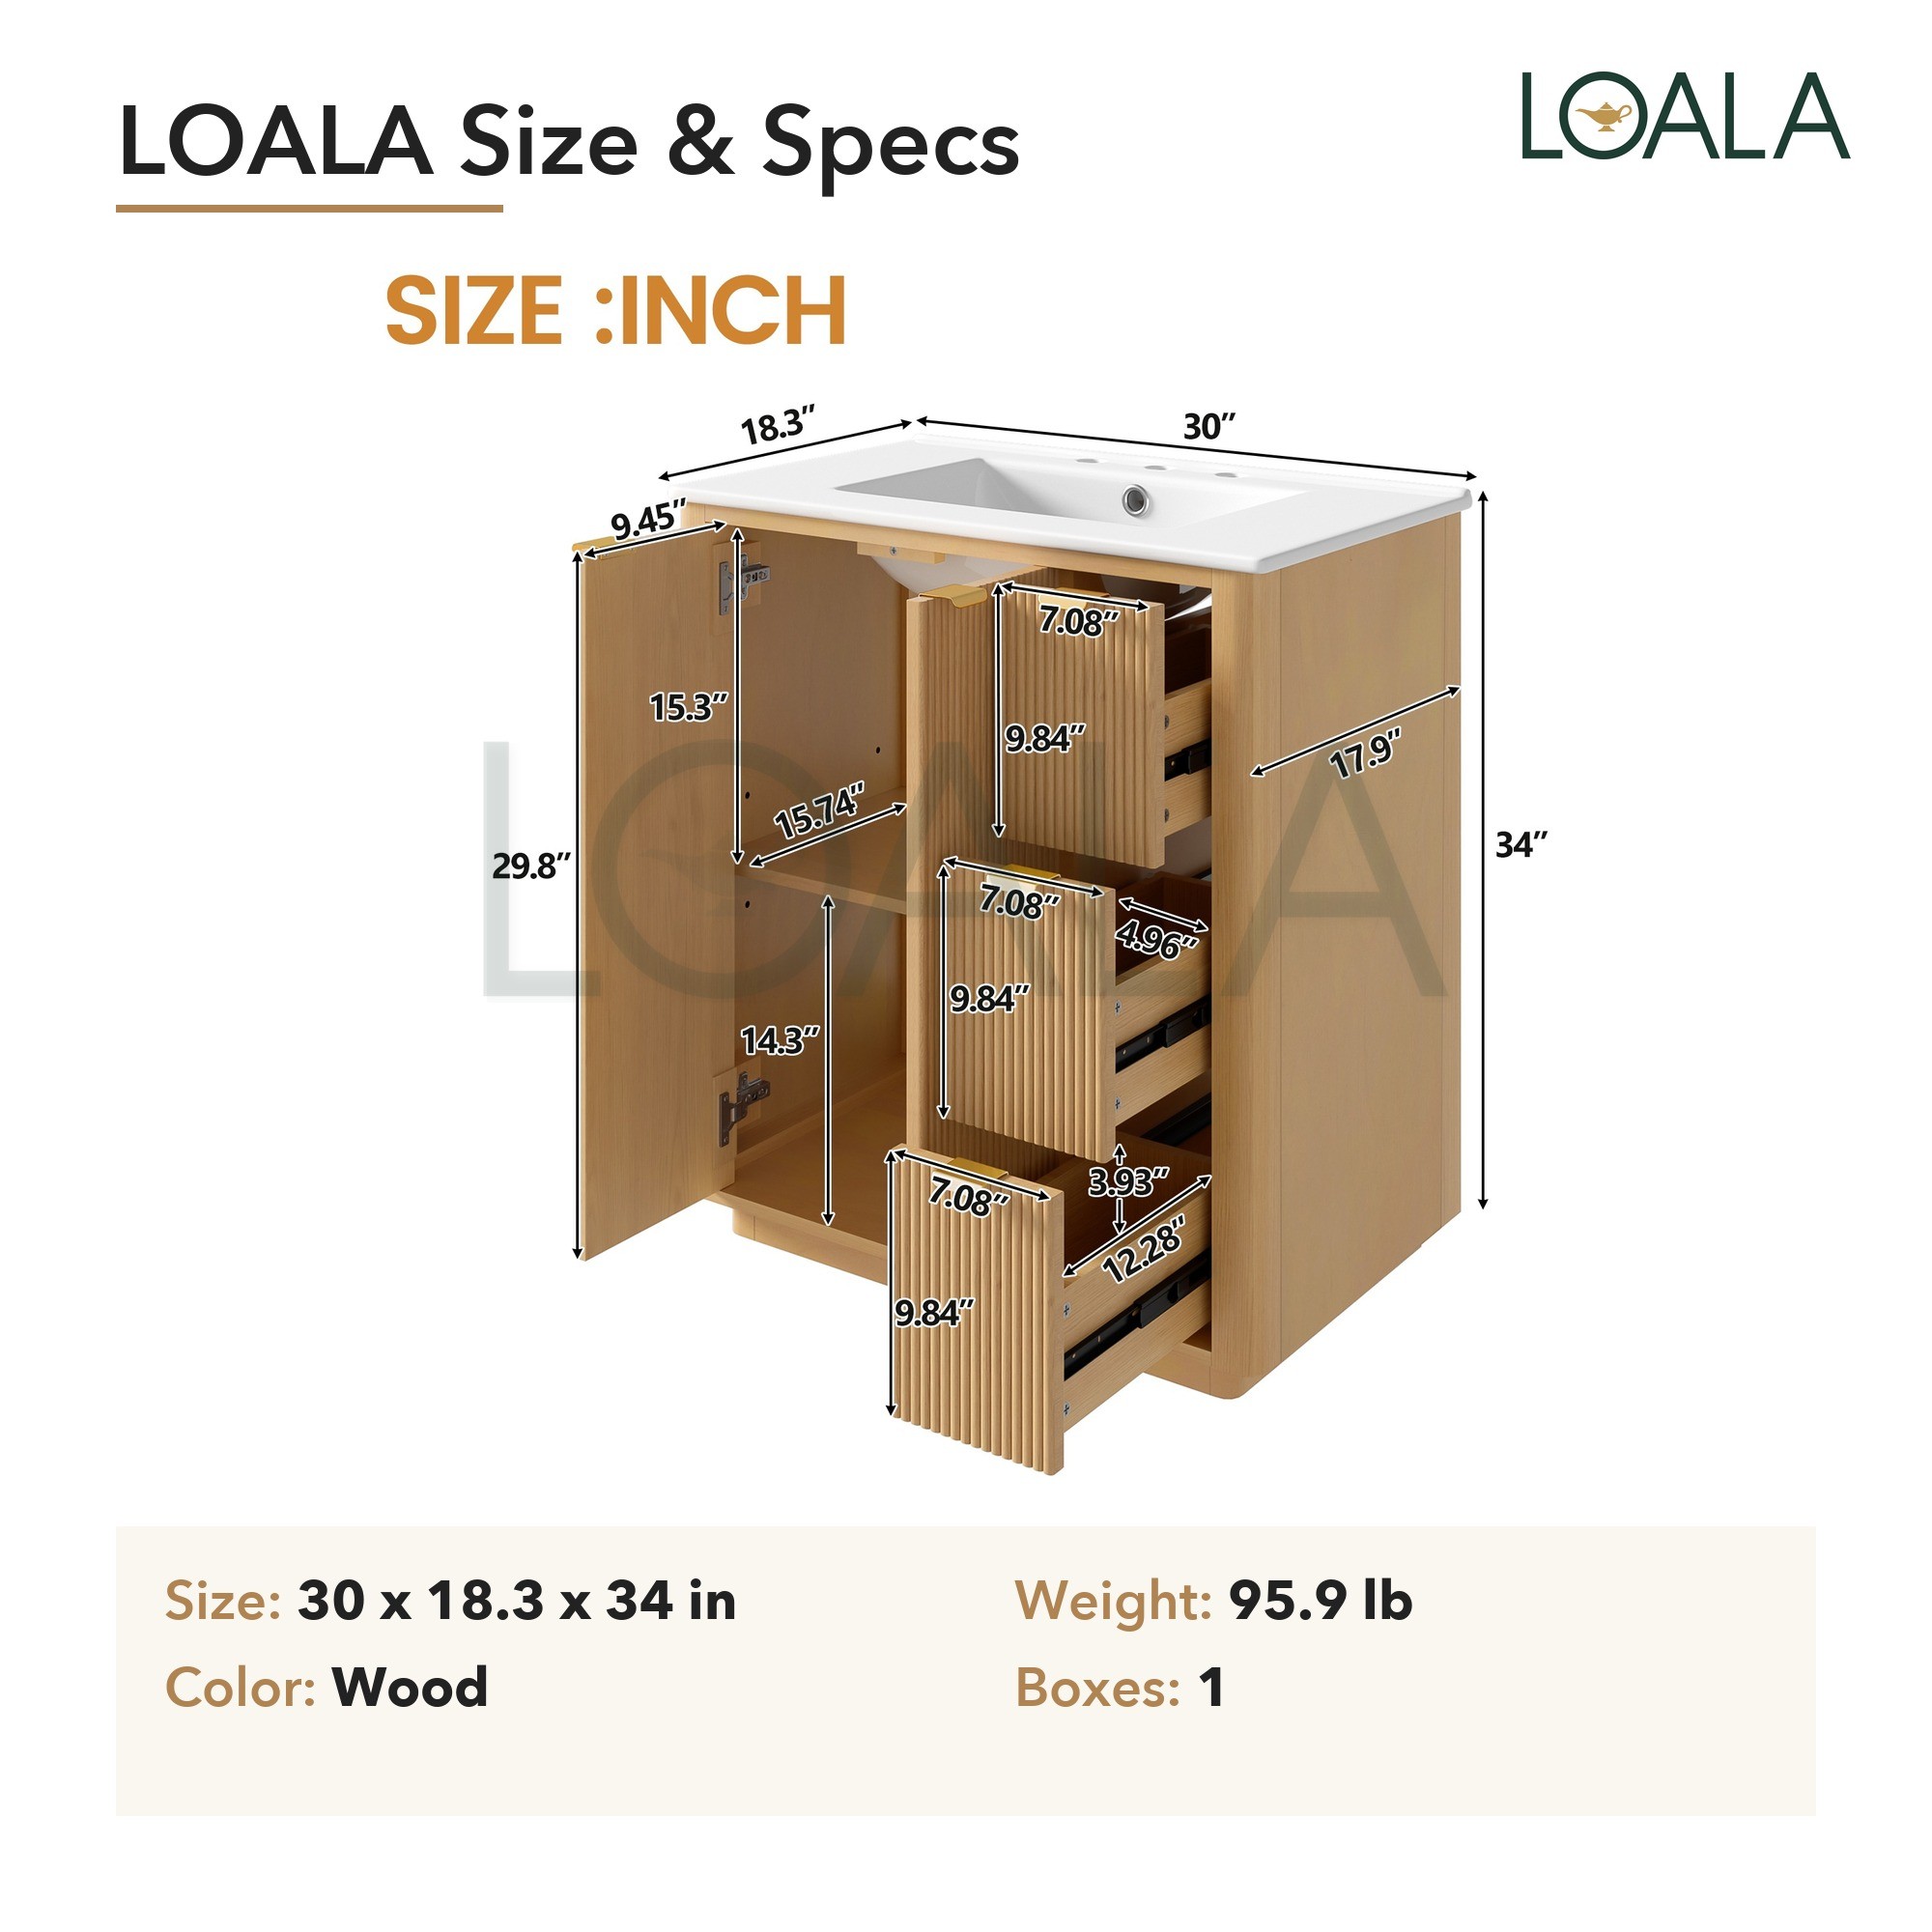 LOALA Size & Specs
LOALA
SIZE :INCH
18.3″
30″
9.45″
7.08″
15.3″
9.84″
17.9″
15.74″
34″
29.8″
7.08″
4.96″
9.84″
14.3″
3.93″
7.08″
12.28″
9.84″
LOALA
Size: 30 x 18.3 x 34 in
Weight: 95.9 lb
Color: Wood
Boxes: 1